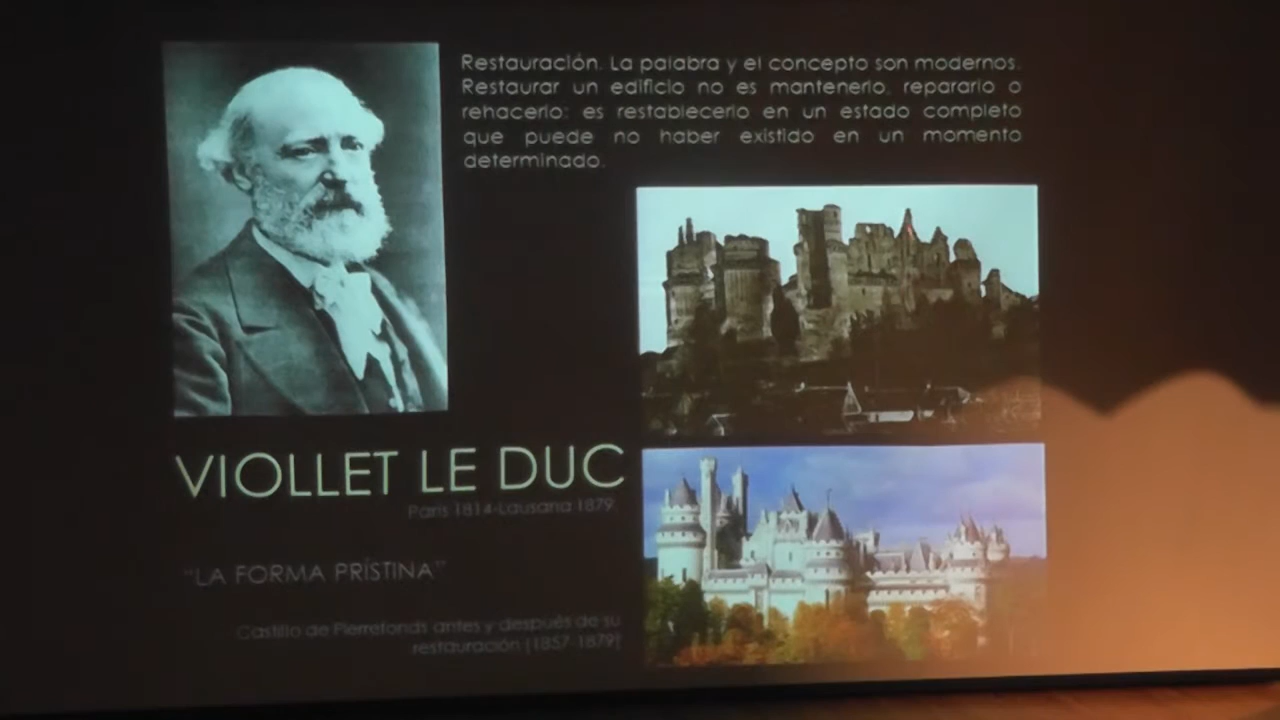 Restauración. La palabra y el concepto son modernos.
Restaurar un edificio no es mantenerlo, repararlo o
rehacerlo: es restablecerlo en un estado completo
que puede no haber existido en un momento
determinado.
VIOLLET LE DUC
París 1814-Lausana 1879.
"LA FORMA PRÍSTINA"
Castillo de Pierrefonds antes y después de su
restauración (1857-1879)